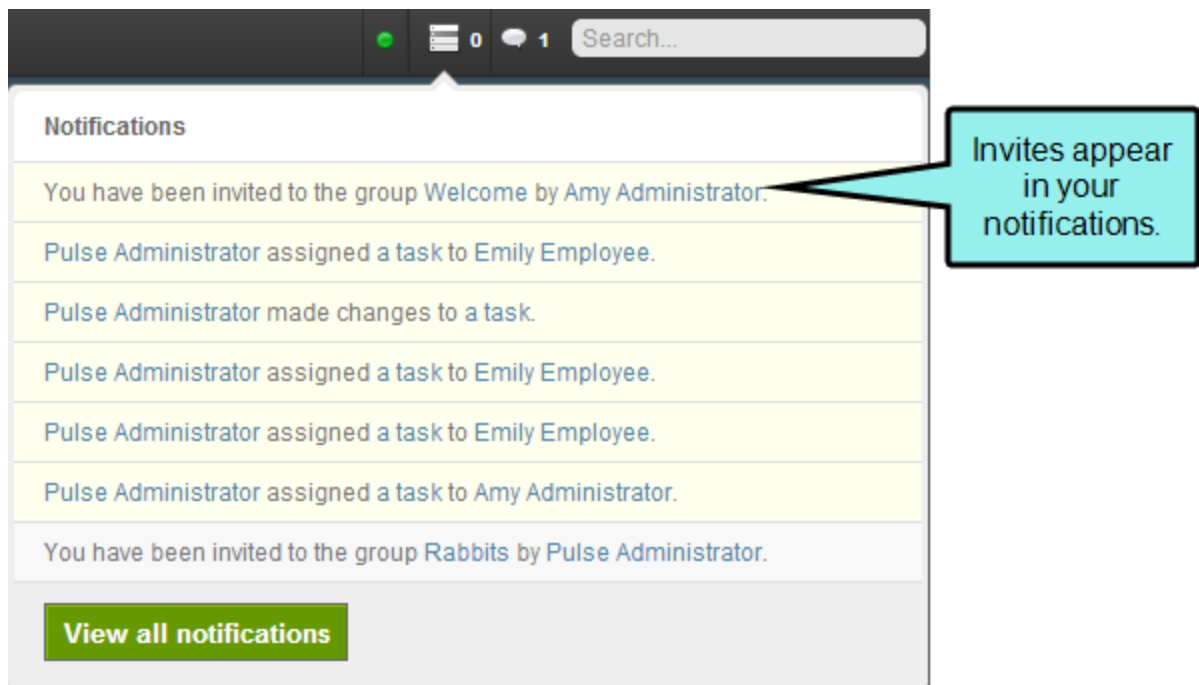 0 1 Search...
Notifications
You have been invited to the group Welcome by Amy Administrator.
Pulse Administrator assigned a task to Emily Employee.
Pulse Administrator made changes to a task.
Pulse Administrator assigned a task to Emily Employee.
Pulse Administrator assigned a task to Emily Employee.
Pulse Administrator assigned a task to Amy Administrator.
You have been invited to the group Rabbits by Pulse Administrator.
View all notifications
Invites appear
in your
notifications.